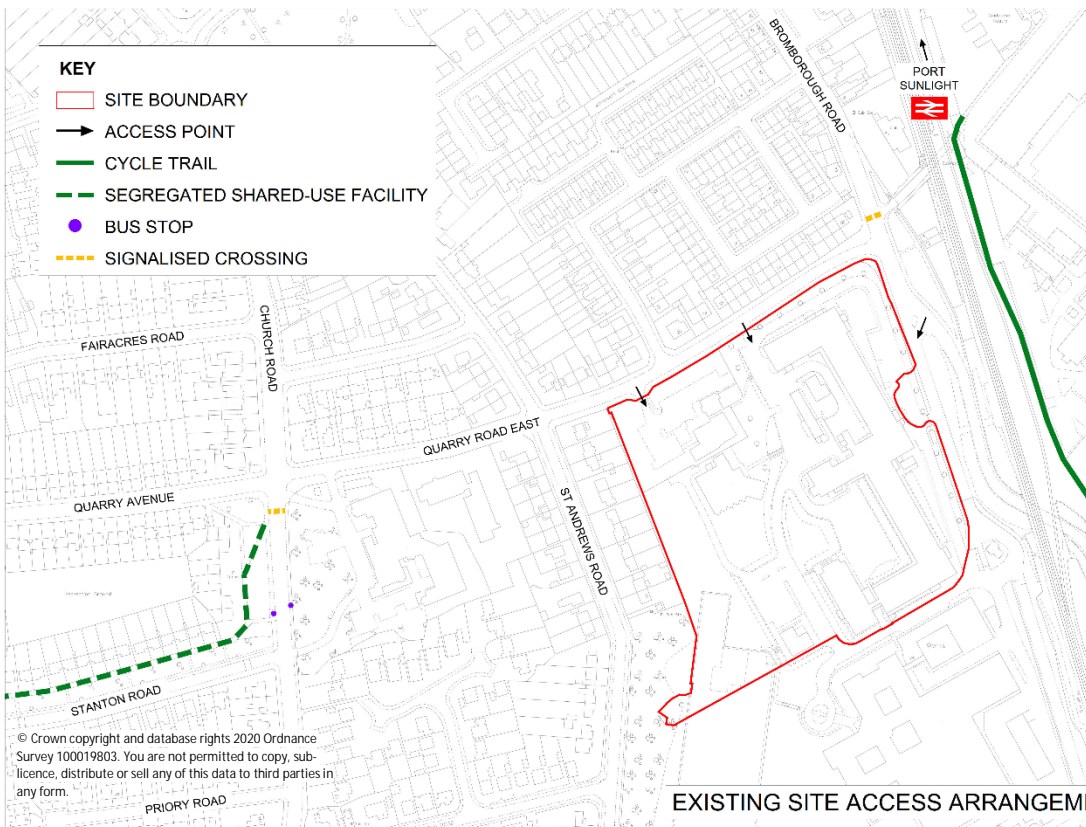 KEY
SITE BOUNDARY
ACCESS POINT
CYCLE TRAIL
SEGREGATED SHARED-USE FACILITY
BUS STOP
SIGNALISED CROSSING
BROMBOROUGH ROAD
PORT
SUNLIGHT
FAIRACRES ROAD
CHURCH ROAD
QUARRY ROAD EAST
QUARRY AVENUE
ST ANDREWS ROAD
STANTON ROAD
© Crown copyright and database rights 2020 Ordnance
Survey 100019803. You are not permitted to copy, sub-
licence, distribute or sell any of this data to third parties in
any form.
PRIORY ROAD
EXISTING SITE ACCESS ARRANGEM